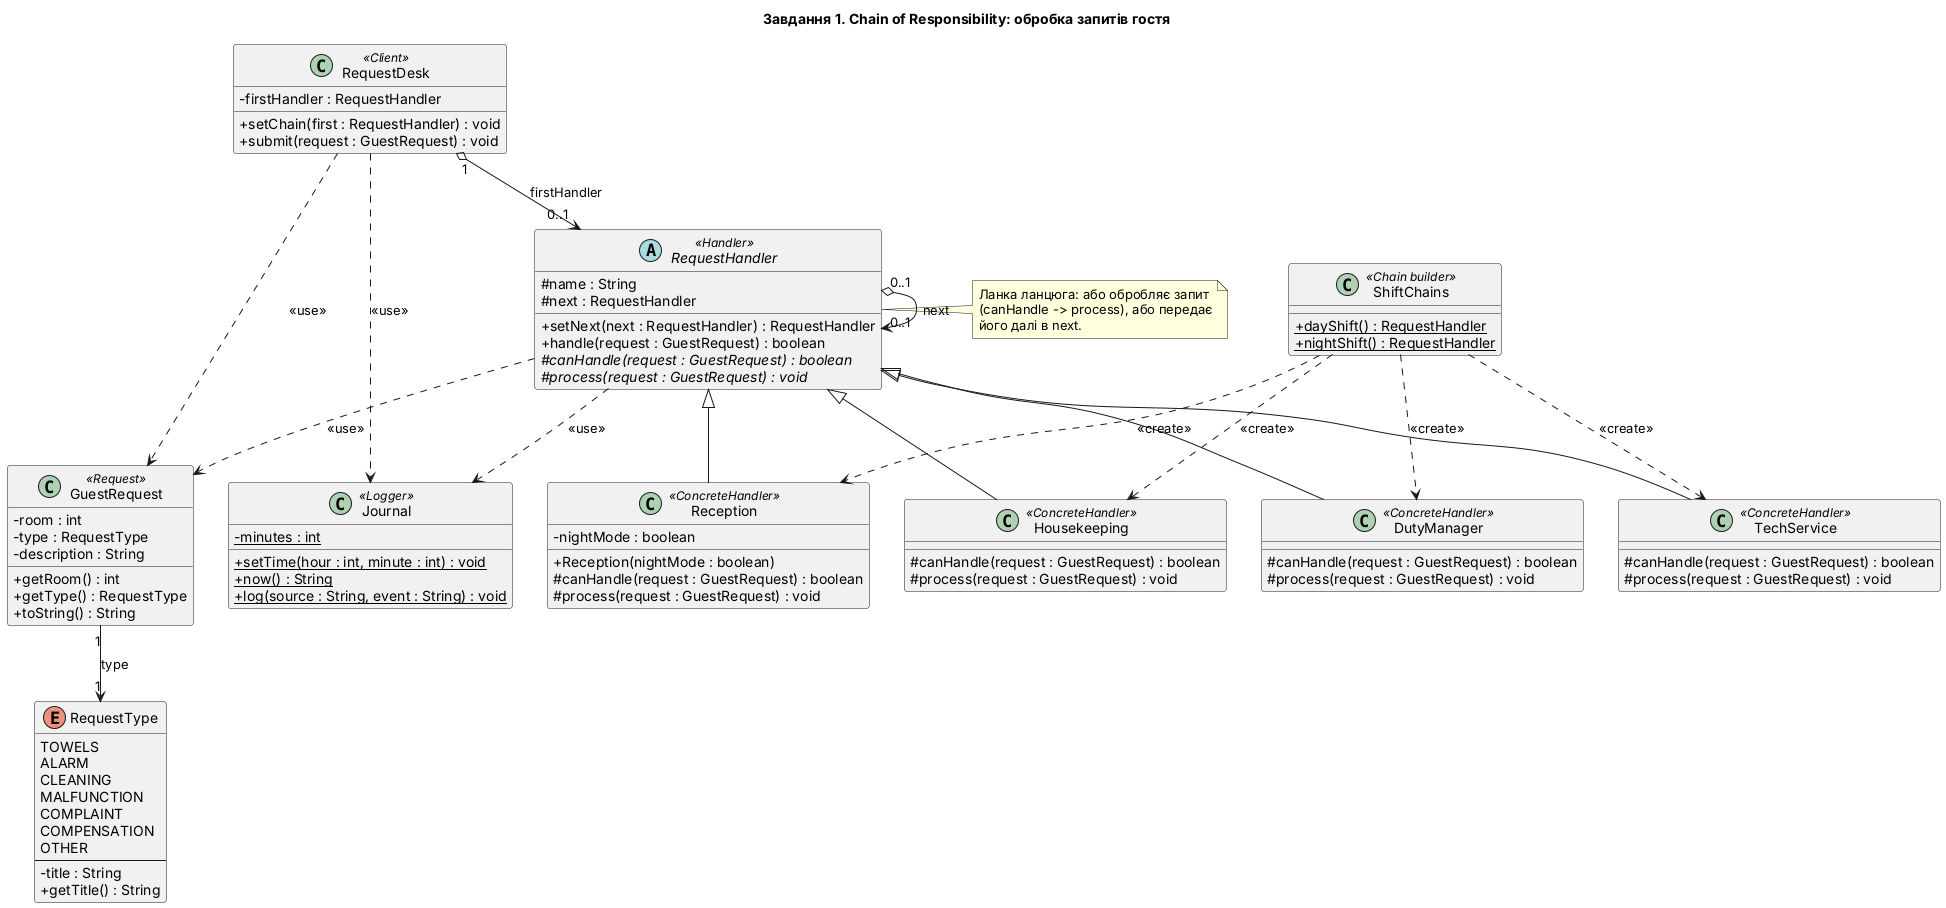 Завдання 1. Chain of Responsibility: обробка запитів гостя
«Client»
RequestDesk
-firstHandler : RequestHandler
+setChain(first : RequestHandler) : void
+submit(request : GuestRequest) : void
1
firstHandler
0..1
«use»
«use»
«Handler»
RequestHandler
#name : String
#next : RequestHandler
+setNext(next : RequestHandler) : RequestHandler
+handle(request : GuestRequest) : boolean
#canHandle(request : GuestRequest) : boolean
#process(request : GuestRequest) : void
0..1
next
0..1
Ланка ланцюга: або обробляє запит
(canHandle -> process), або передає
його далі в next.
«Chain builder»
ShiftChains
+dayShift() : RequestHandler
+nightShift() : RequestHandler
«use»
«use»
«create»
«create»
«create»
«create»
«Request»
GuestRequest
-room : int
-type : RequestType
-description : String
+getRoom() : int
+getType() : RequestType
+toString() : String
«Logger»
Journal
-minutes : int
+setTime(hour : int, minute : int) : void
+now() : String
+log(source : String, event : String) : void
«ConcreteHandler»
Reception
-nightMode : boolean
+Reception(nightMode : boolean)
#canHandle(request : GuestRequest) : boolean
#process(request : GuestRequest) : void
«ConcreteHandler»
Housekeeping
#canHandle(request : GuestRequest) : boolean
#process(request : GuestRequest) : void
«ConcreteHandler»
DutyManager
#canHandle(request : GuestRequest) : boolean
#process(request : GuestRequest) : void
«ConcreteHandler»
TechService
#canHandle(request : GuestRequest) : boolean
#process(request : GuestRequest) : void
1
type
1
RequestType
TOWELS
ALARM
CLEANING
MALFUNCTION
COMPLAINT
COMPENSATION
OTHER
-title : String
+getTitle() : String